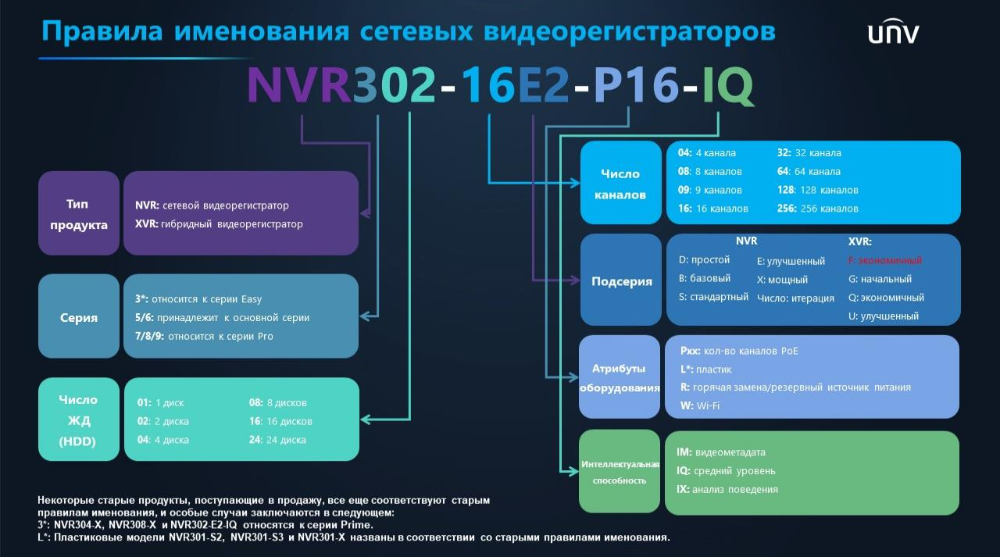 Правила именования сетевых видеорегистраторов
unv
NVR302-16E2-P16-IQ
Тип
продукта
NVR: сетевой видеорегистратор
XVR: гибридный видеорегистратор
Серия
3*: относится к серии Easy
5/6: принадлежит к основной серии
7/8/9: относится к серии Pro
Число
ЖД
(HDD)
01: 1 диск
02: 2 диска
04: 4 диска
08: 8 дисков
16: 16 дисков
24: 24 диска
Число
каналов
04: 4 канала
08: 8 каналов
09: 9 каналов
16: 16 каналов
32: 32 канала
64: 64 канала
128: 128 каналов
256: 256 каналов
Подсерия
NVR
D: простой
B: базовый
S: стандартный
E: улучшенный
X: мощный
Число: итерация
XVR:
F: экономичный
G: начальный
Q: экономичный
U: улучшенный
Атрибуты
оборудования
Pxx: кол-во каналов PoE
L*: пластик
R: горячая замена/резервный источник питания
W: Wi-Fi
Интеллектуальная
способность
IM: видеометадата
IQ: средний уровень
IX: анализ поведения
Некоторые старые продукты, поступающие в продажу, все еще соответствуют старым
правилам именования, и особые случаи заключаются в следующем:
3*: NVR304-X, NVR308-X и NVR302-E2-IQ относятся к серии Prime.
L*: Пластиковые модели NVR301-S2, NVR301-S3 и NVR301-X названы в соответствии со старыми правилами именования.